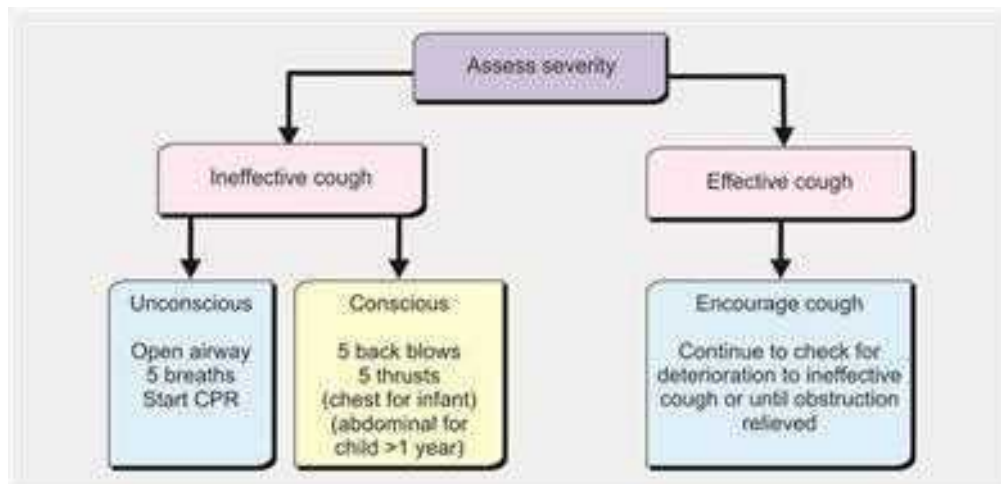 Assess severity
Ineffective cough
Effective cough
Unconscious
Open airway
5 breaths
Start CPR
Conscious
5 back blows
5 thrusts
(chest for infant)
(abdominal for
child >1 year)
Encourage cough
Continue to check for
deterioration to ineffective
cough or until obstruction
relieved